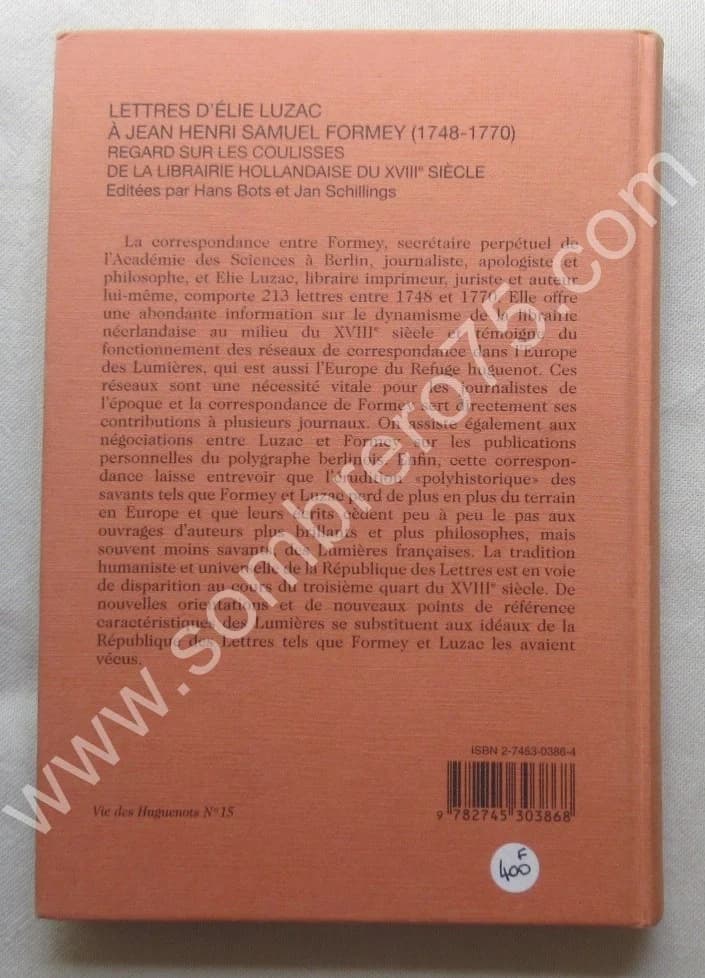 LETTRES D'ÉLIE LUZAC
À JEAN HENRI SAMUEL FORMEY (1748-1770)
REGARD SUR LES COULISSES
DE LA LIBRAIRIE HOLLANDAISE DU XVIIIe SIÈCLE
Editées par Hans Bots et Jan Schillings
La correspondance entre Formey, secrétaire perpétuel de
l'Académie des Sciences à Berlin, journaliste, apologiste et
philosophe, et Elie Luzac, libraire imprimeur, juriste et auteur
lui-même, comporte 213 lettres entre 1748 et 1770. Elle offre
une abondante information sur le dynamisme de la librairie
néerlandaise au milieu du XVIIIe siècle et témoigne du
fonctionnement des réseaux de correspondance dans l'Europe
des Lumières, qui est aussi l'Europe du Refuge huguenot. Ces
réseaux sont une nécessité vitale pour les journalistes de
l'époque et la correspondance de Formey sert directement ses
contributions à plusieurs journaux. On assiste également aux
négociations entre Luzac et Formey sur les publications
personnelles du polygraphe berlinois. Enfin, cette correspon-
dance laisse entrevoir que l'érudition «polyhistorique» des
savants tels que Formey et Luzac perd de plus en plus du terrain
en Europe et que leurs écrits cèdent peu à peu le pas aux
ouvrages d'auteurs plus brillants et plus philosophes, mais
souvent moins savants, des Lumières françaises. La tradition
humaniste et universelle de la République des Lettres est en voie
de disparition au cours du troisième quart du XVIIIe siècle. De
nouvelles orientations et de nouveaux points de référence
caractéristiques des Lumières se substituent aux idéaux de la
République des Lettres tels que Formey et Luzac les avaient
vécus.
ISBN 2-7453-0386-4
9 782745 303868
Vie des Huguenots N° 15
400 F
www.sombrero75.com